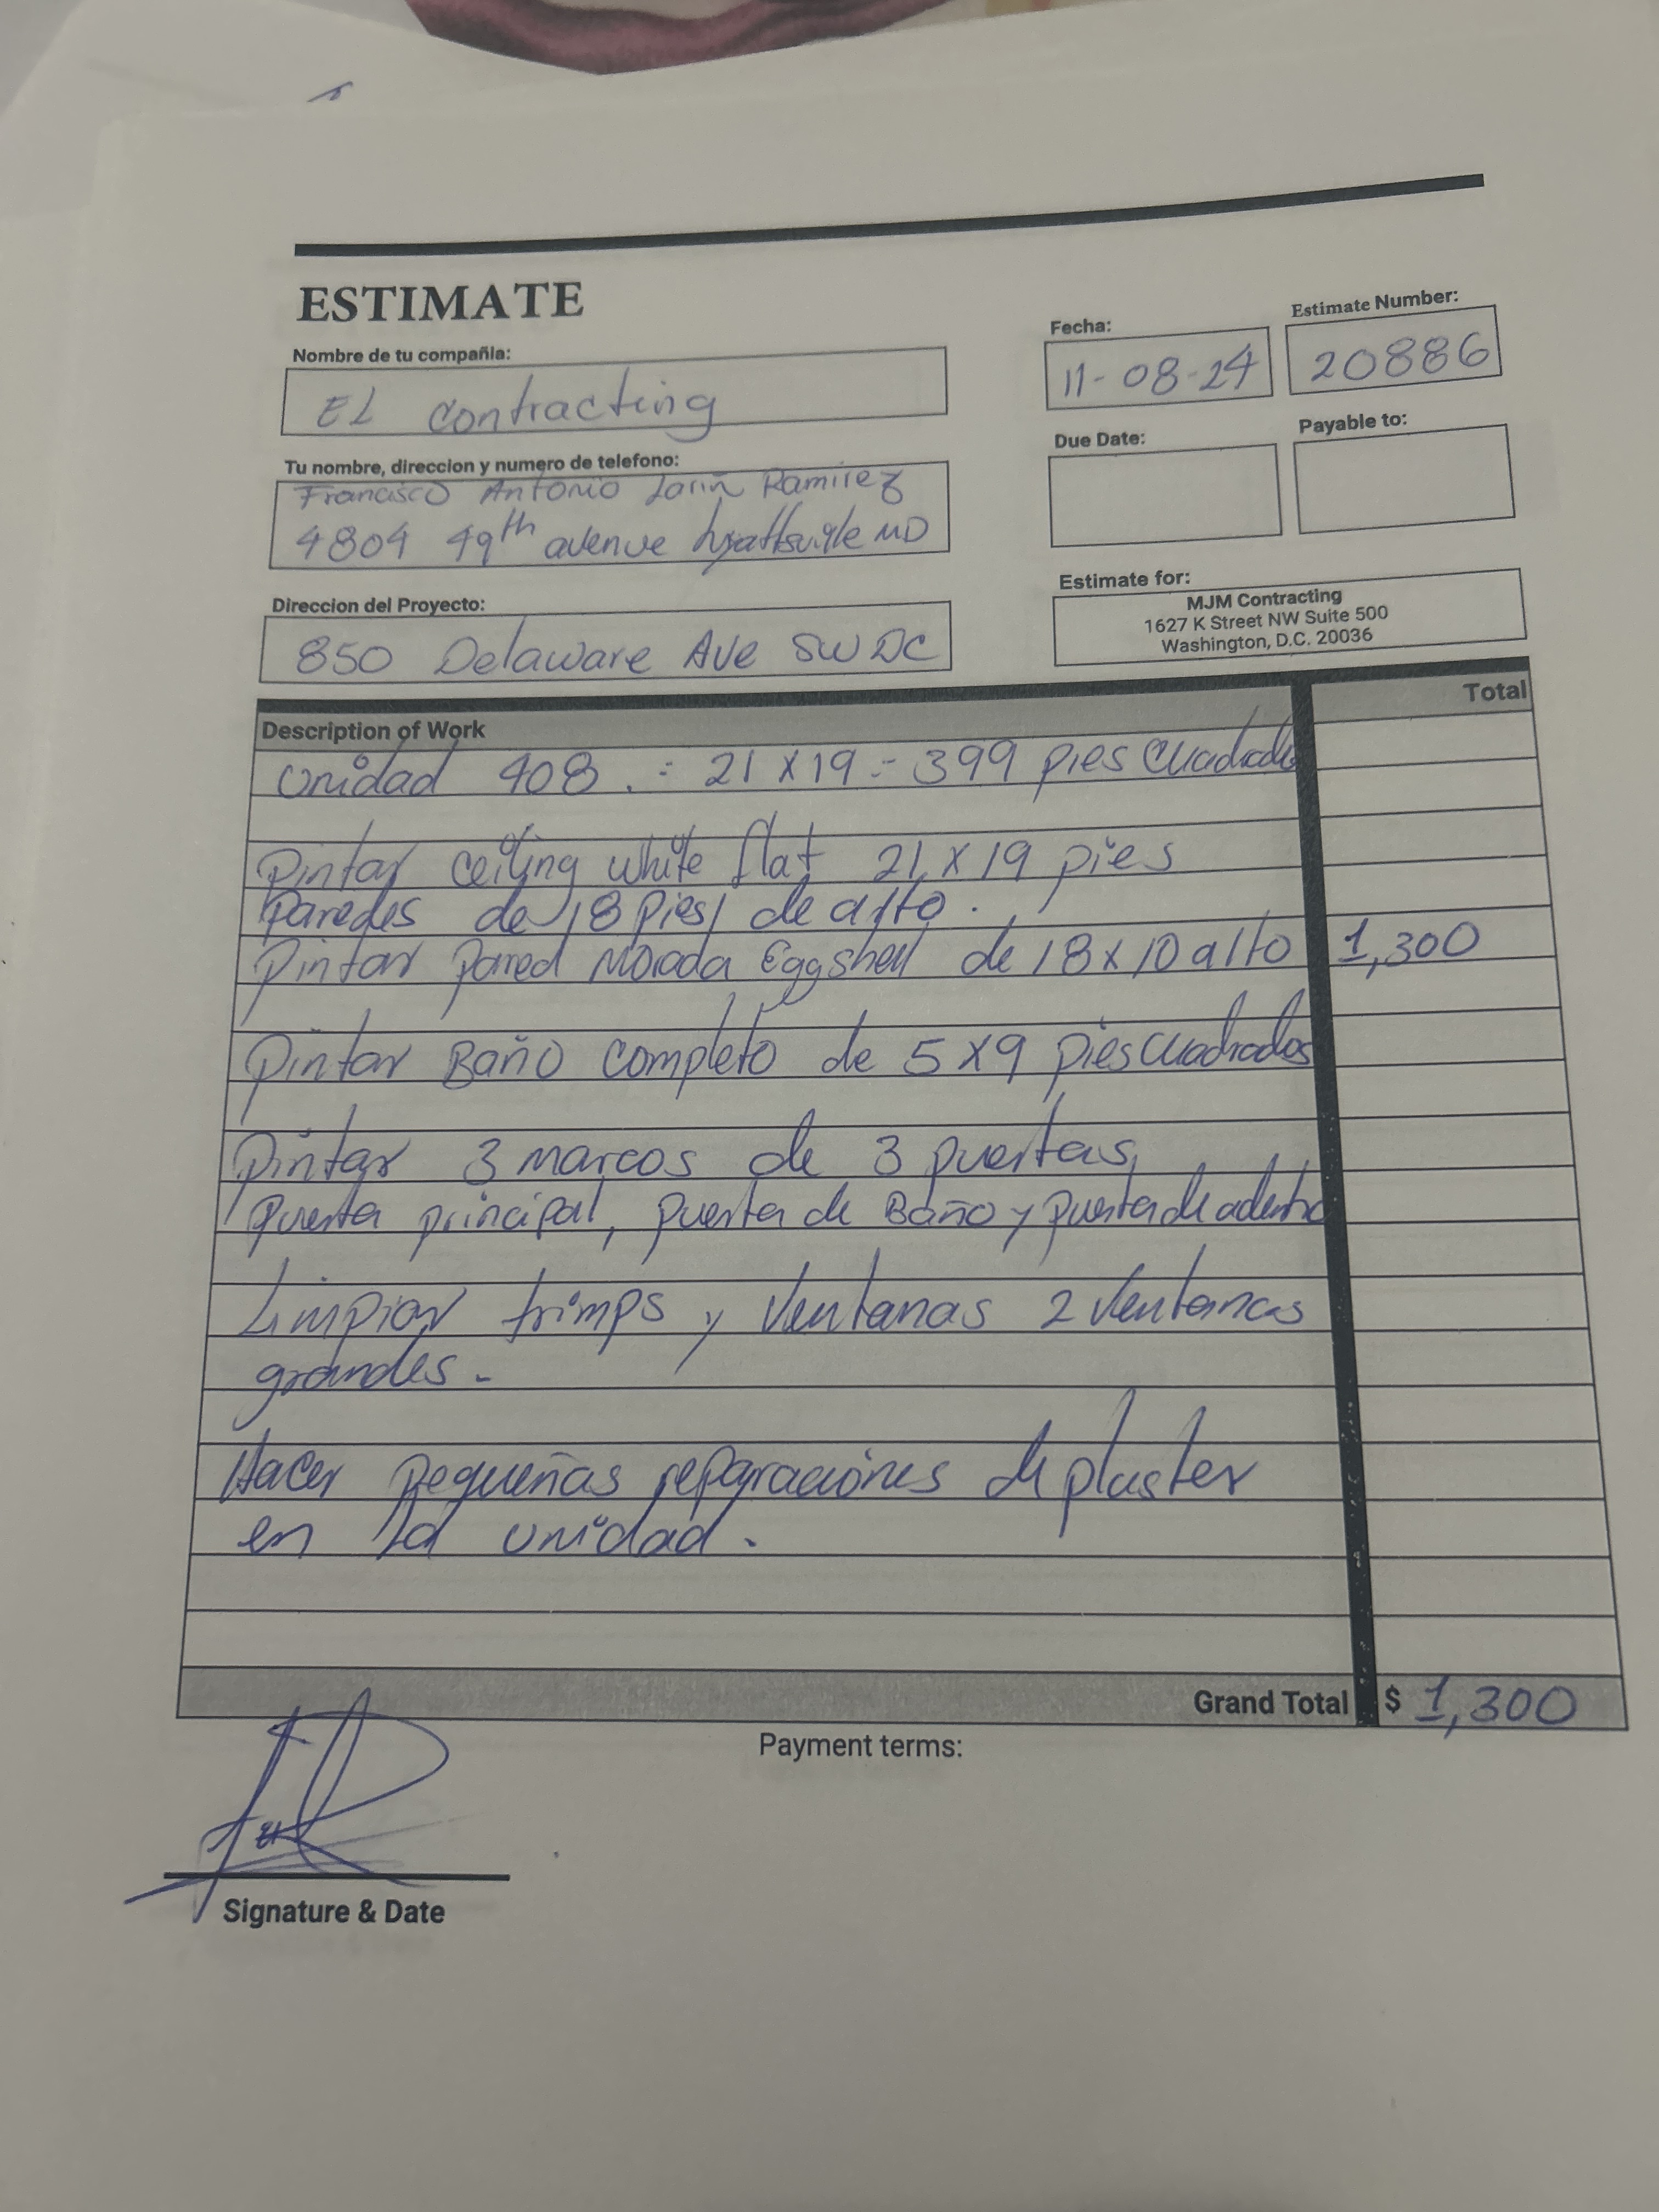 ESTIMATE
Nombre de tu compañia:
EL contracting
Fecha:
11-08-24
Estimate Number:
20886
Tu nombre, direccion y numero de telefono:
Francisco Antonio Larin Ramirez
4804 49th avenue hyattsville MD
Due Date:
Payable to:
Direccion del Proyecto:
850 Delaware Ave SW DC
Estimate for:
MJM Contracting
1627 K Street NW Suite 500
Washington, D.C. 20036
Description of Work
Total
Unidad 408. = 21 x 19 = 399 pies cuadrados
Pintar ceiling white flat 21 x 19 pies
paredes de 18 pies de alto.
Pintar pared Morada Eggshell de 18 x 10 alto 1,300
Pintar Baño completo de 5 x 9 pies cuadrados
Pintar 3 marcos de 3 puertas,
puerta principal, puerta de Baño y puerta de adentro
Limpiar trimps y ventanas 2 ventanas
grandes.-
Hacer pequeñas reparaciones de plaster
en la unidad.
Grand Total $ 1,300
Payment terms:
Signature & Date